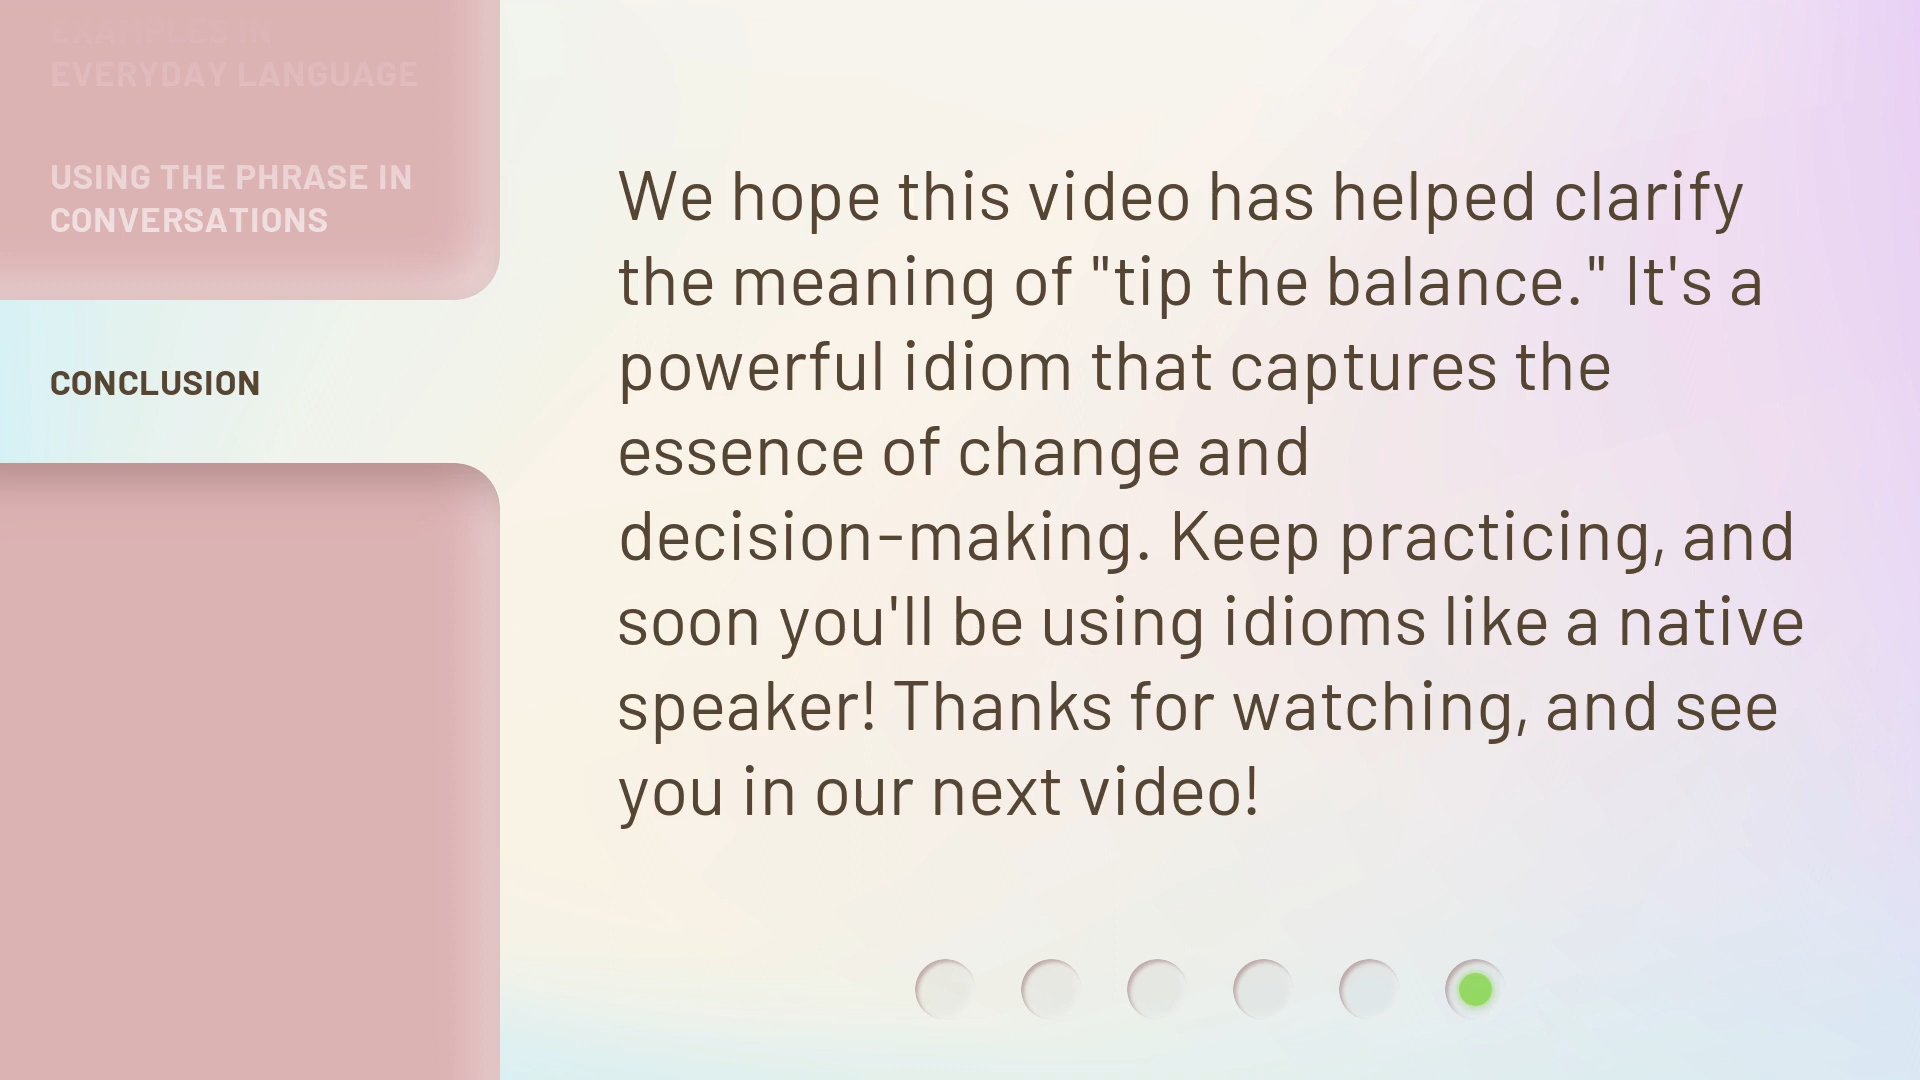 EXAMPLES IN
EVERYDAY LANGUAGE
USING THE PHRASE IN
CONVERSATIONS
CONCLUSION
We hope this video has helped clarify
the meaning of "tip the balance." It's a
powerful idiom that captures the
essence of change and
decision-making. Keep practicing, and
soon you'll be using idioms like a native
speaker! Thanks for watching, and see
you in our next video!